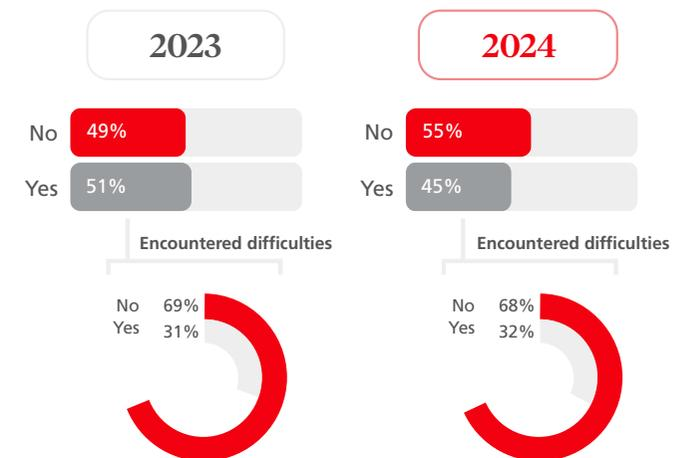 2023
No 49%
Yes 51%
Encountered difficulties
No 69%
Yes 31%
2024
No 55%
Yes 45%
Encountered difficulties
No 68%
Yes 32%